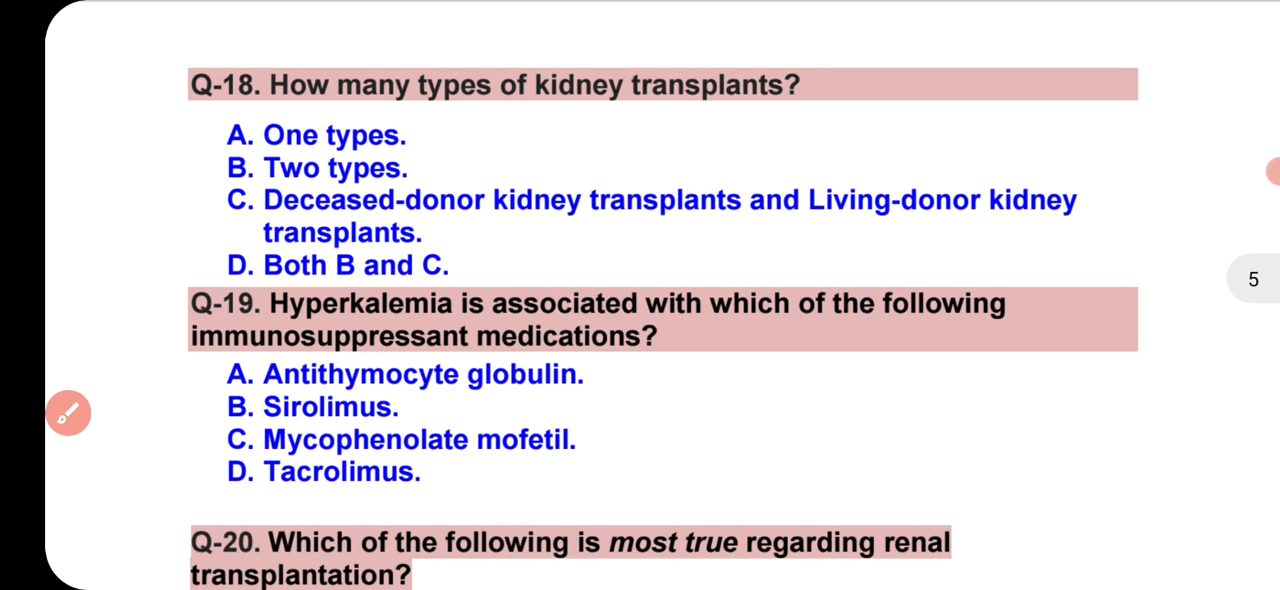 Q-18. How many types of kidney transplants?
A. One types.
B. Two types.
C. Deceased-donor kidney transplants and Living-donor kidney
transplants.
D. Both B and C.
Q-19. Hyperkalemia is associated with which of the following
immunosuppressant medications?
5
A. Antithymocyte globulin.
B. Sirolimus.
C. Mycophenolate mofetil.
D. Tacrolimus.
Q-20. Which of the following is most true regarding renal
transplantation?